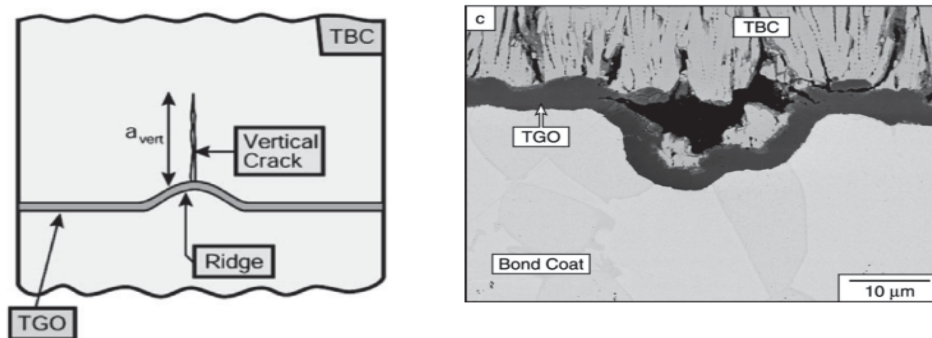 TBC
a vert
Vertical
Crack
Ridge
TGO
c
TBC
TGO
Bond Coat
10 µm